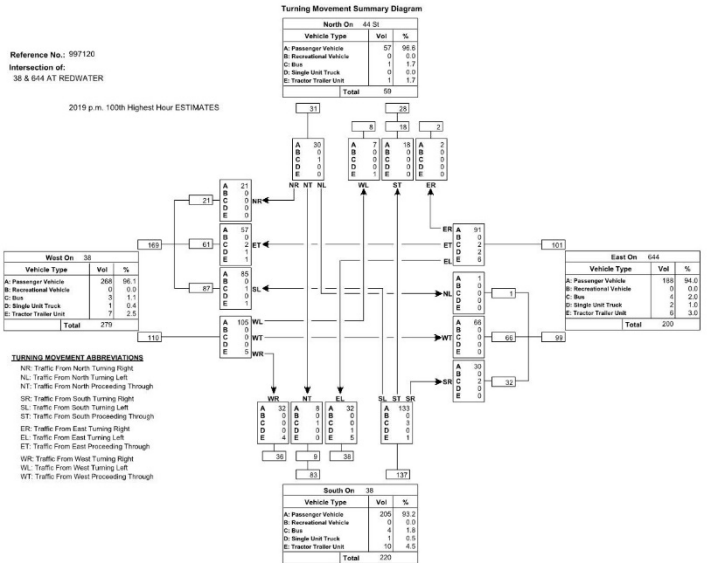 Turning Movement Summary Diagram
North On 44 St
Vehicle Type Vol %
A: Passenger Vehicle 57 96.6
B: Recreational Vehicle 0 0.0
C: Bus 1 1.7
D: Single Unit Truck 0 0.0
E: Tractor Trailer Unit 1 1.7
Total 59
Reference No.: 997120
Intersection of:
38 & 644 AT REDWATER
2019 p.m. 100th Highest Hour ESTIMATES
31
28
8
18
2
A 30
B 0
C 1
D 0
E 0
A 7
B 0
C 0
D 0
E 1
A 18
B 0
C 0
D 0
E 0
A 2
B 0
C 0
D 0
E 0
NR NT NL
WL
ST
ER
21
A 21
B 0
C 0
D 0
E 0
NR
61
A 57
B 0
C 2
D 1
E 1
ET
87
A 85
B 0
C 1
D 0
E 1
SL
169
West On 38
Vehicle Type Vol %
A: Passenger Vehicle 268 96.1
B: Recreational Vehicle 0 0.0
C: Bus 3 1.1
D: Single Unit Truck 1 0.4
E: Tractor Trailer Unit 7 2.5
Total 279
110
A 105
B 0
C 0
D 0
E 5
WL
WT
WR
ER
ET
EL
A 91
B 0
C 2
D 2
E 6
101
East On 644
Vehicle Type Vol %
A: Passenger Vehicle 188 94.0
B: Recreational Vehicle 0 0.0
C: Bus 4 2.0
D: Single Unit Truck 2 1.0
E: Tractor Trailer Unit 6 3.0
Total 200
99
NL
A 1
B 0
C 0
D 0
E 0
1
WT
A 66
B 0
C 0
D 0
E 0
66
SR
A 30
B 0
C 2
D 0
E 0
32
TURNING MOVEMENT ABBREVIATIONS
NR: Traffic From North Turning Right
NL: Traffic From North Turning Left
NT: Traffic From North Proceeding Through
SR: Traffic From South Turning Right
SL: Traffic From South Turning Left
ST: Traffic From South Proceeding Through
ER: Traffic From East Turning Right
EL: Traffic From East Turning Left
ET: Traffic From East Proceeding Through
WR: Traffic From West Turning Right
WL: Traffic From West Turning Left
WT: Traffic From West Proceeding Through
WR
NT
EL
SL ST SR
A 32
B 0
C 0
D 0
E 4
A 8
B 0
C 1
D 0
E 0
A 32
B 0
C 0
D 1
E 5
A 133
B 0
C 3
D 0
E 1
36
9
38
83
137
South On 38
Vehicle Type Vol %
A: Passenger Vehicle 205 93.2
B: Recreational Vehicle 0 0.0
C: Bus 4 1.8
D: Single Unit Truck 1 0.5
E: Tractor Trailer Unit 10 4.5
Total 220